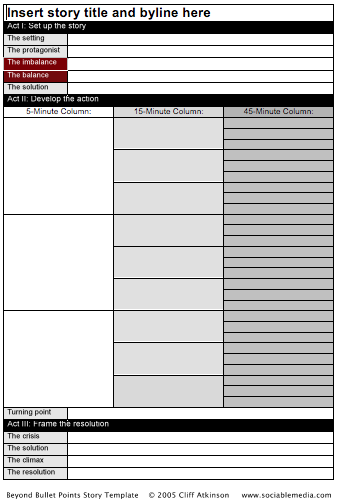 Insert story title and byline here
Act I: Set up the story
The setting
The protagonist
The imbalance
The balance
The solution
Act II: Develop the action
5-Minute Column: 15-Minute Column: 45-Minute Column:
Turning point
Act III: Frame the resolution
The crisis
The solution
The climax
The resolution
Beyond Bullet Points Story Template © 2005 Cliff Atkinson www.sociablemedia.com